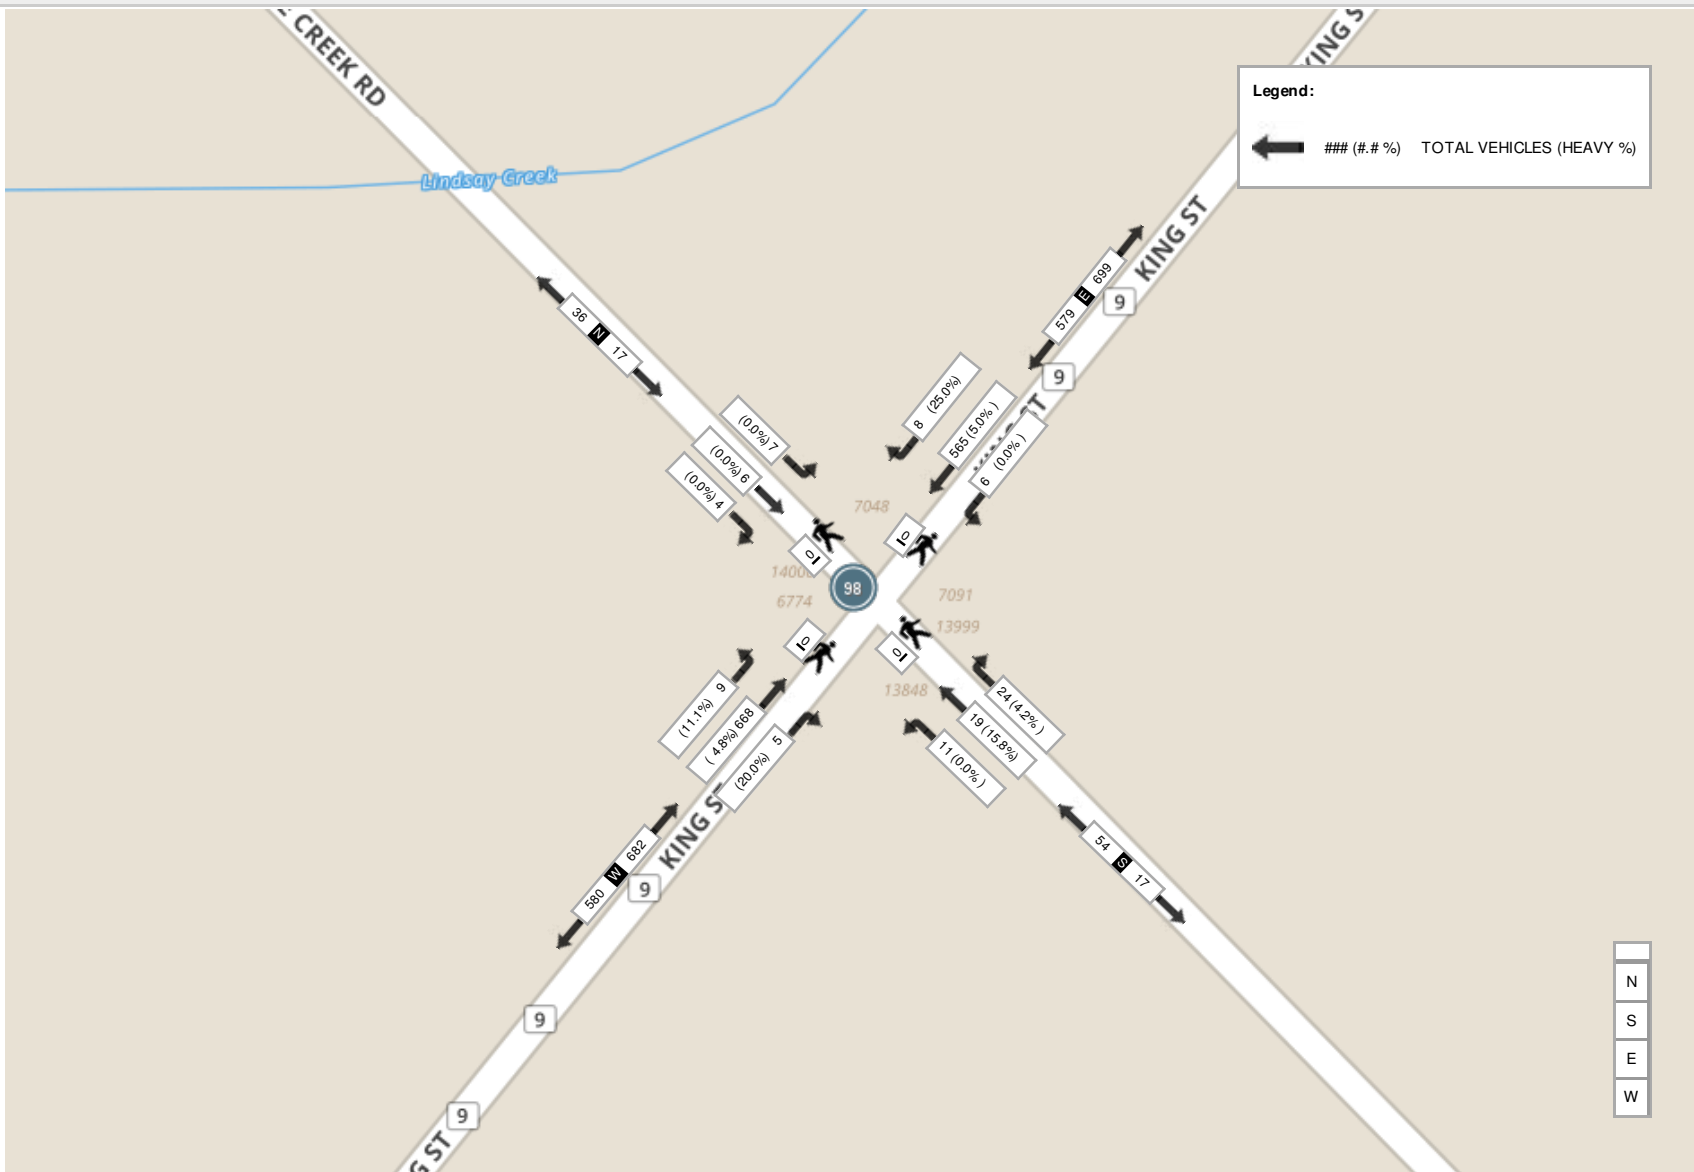 CREEK RD
KING S
Legend:
### (#.# %) TOTAL VEHICLES (HEAVY %)
Lindsay Creek
KING ST
699
E
579
9
9
36
N
17
8 (25.0%)
565 (5.0% )
6 (0.0% )
(0.0%) 7
(0.0%) 6
(0.0%) 4
7048
0
0
98
6774
7091
13999
0
0
13848
(11.1%) 9
( 4.8%) 668
(20.0%) 5
24 (4.2% )
19 (15.8%)
11 (0.0% )
KING S
682
W
580
9
54
S
17
9
9
G ST
N
S
E
W